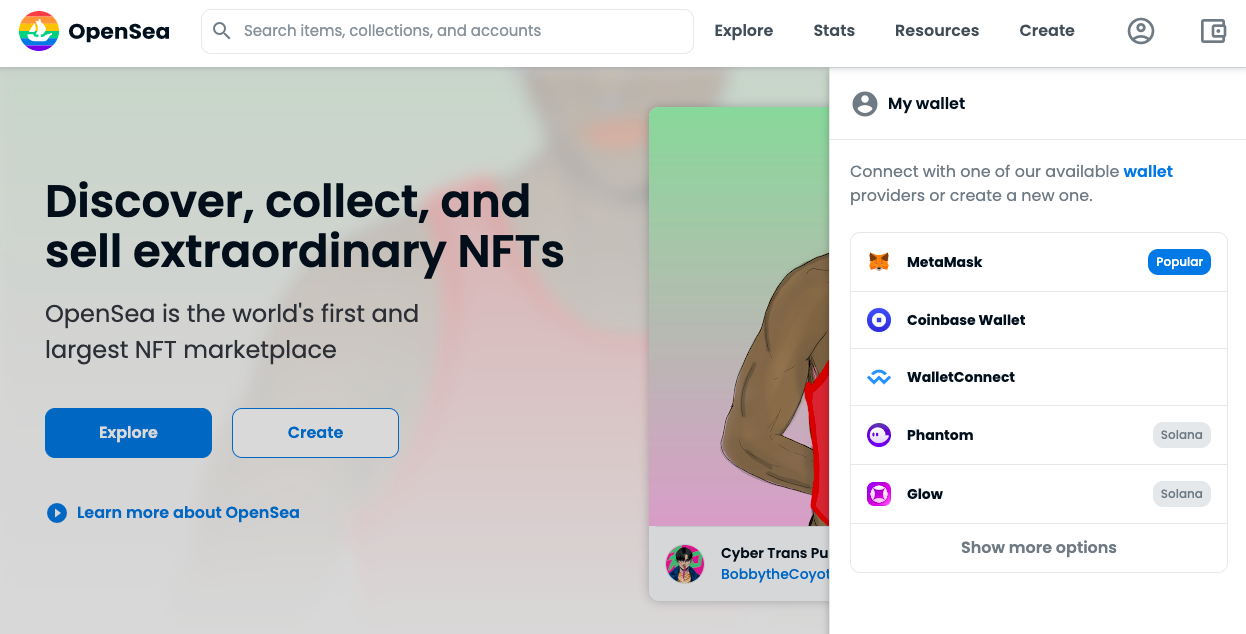 OpenSea
Search items, collections, and accounts
Explore
Stats
Resources
Create
Discover, collect, and
sell extraordinary NFTs
OpenSea is the world's first and
largest NFT marketplace
Explore
Create
Learn more about OpenSea
Cyber Trans Pu
BobbytheCoyot
My wallet
Connect with one of our available wallet
providers or create a new one.
MetaMask
Popular
Coinbase Wallet
WalletConnect
Phantom
Solana
Glow
Solana
Show more options